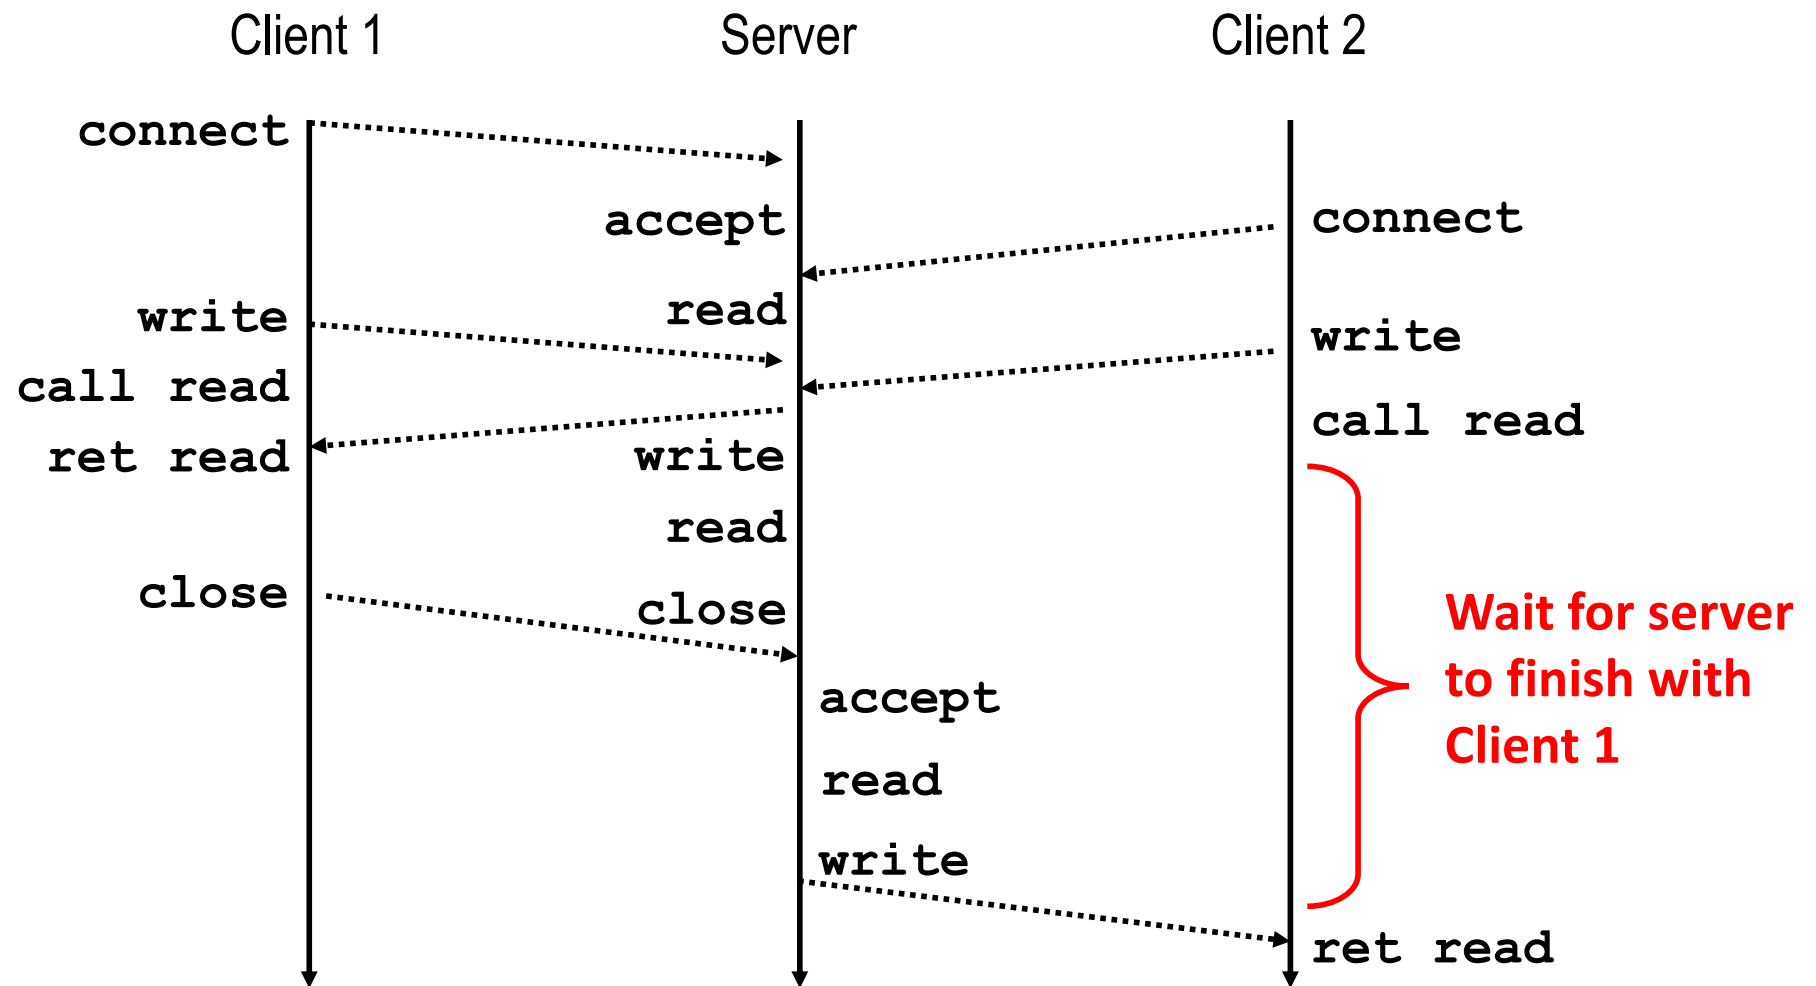 Client 1
Server
Client 2
connect
accept
connect
write
read
write
call read
call read
ret read
write
read
close
close
Wait for server
to finish with
Client 1
accept
read
write
ret read